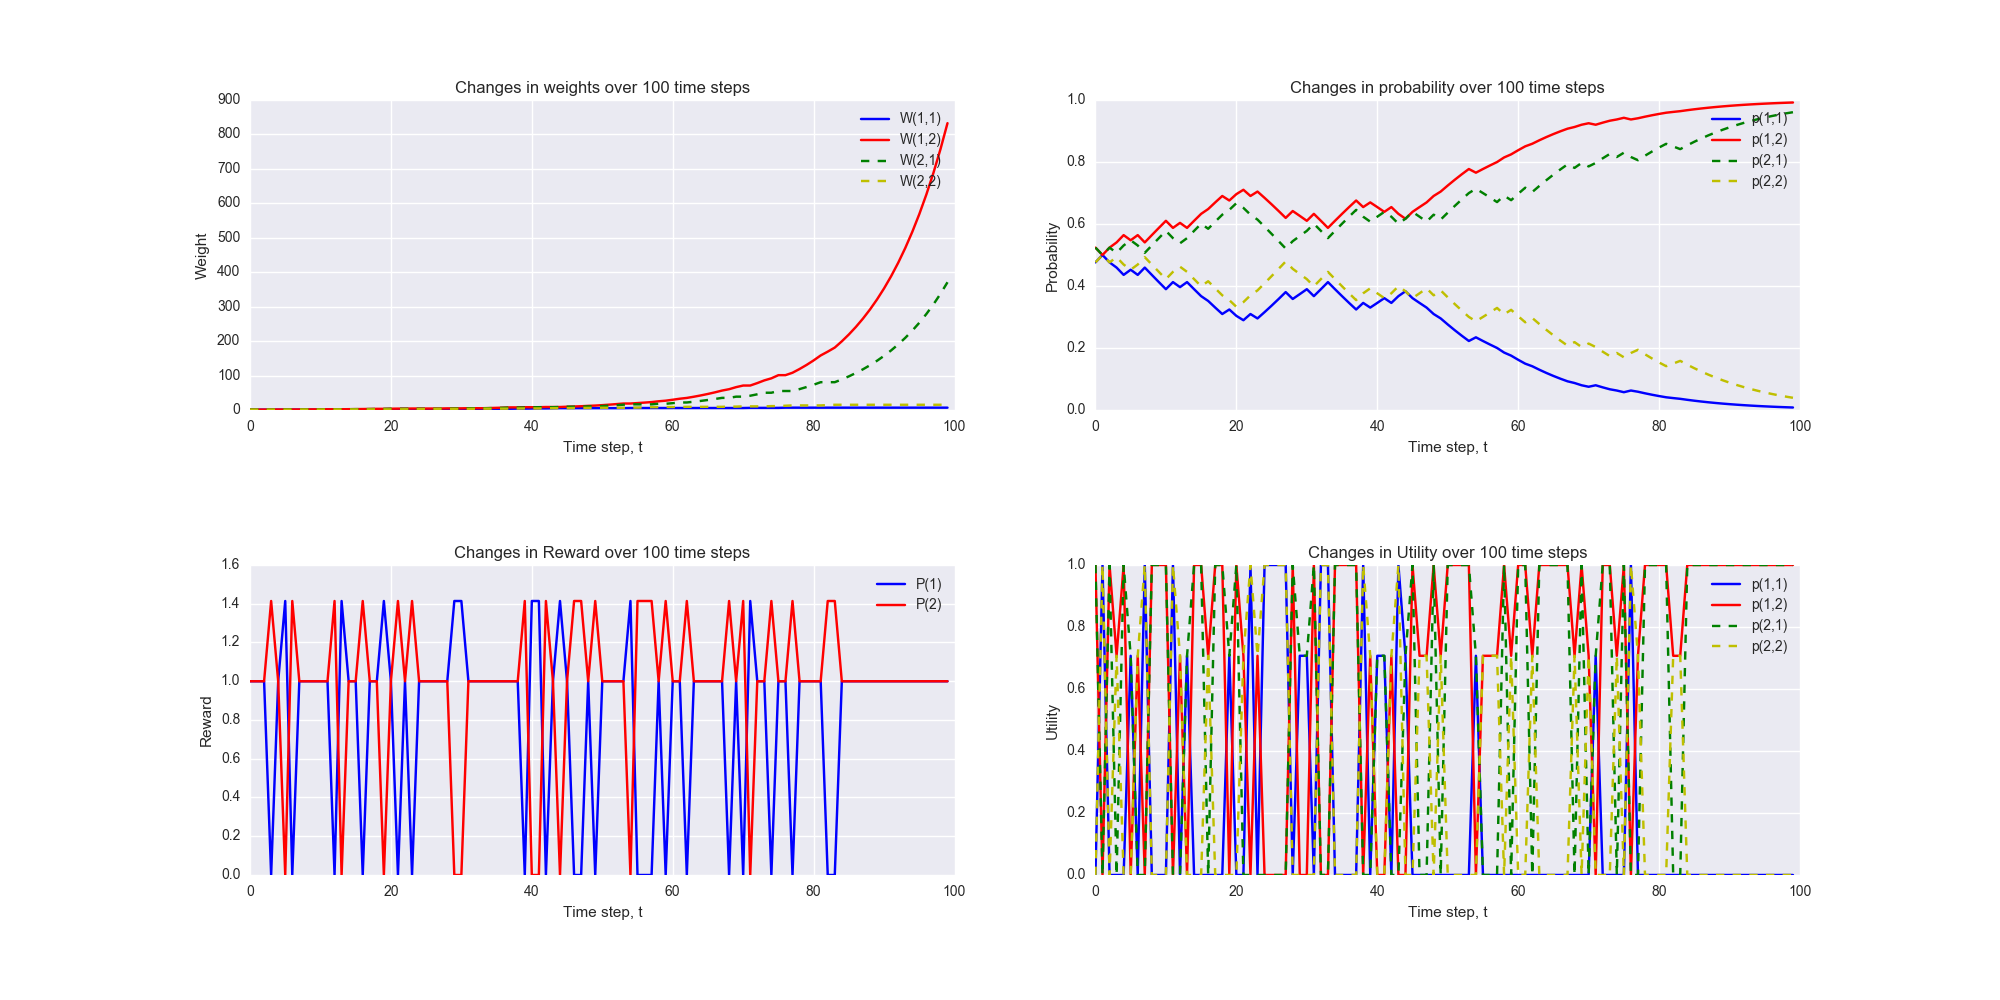 Changes in weights over 100 time steps
900
800
700
600
500
400
300
200
100
0
Weight
0 20 40 60 80 100
Time step, t
W(1,1)
W(1,2)
W(2,1)
W(2,2)
Changes in probability over 100 time steps
1.0
0.8
0.6
0.4
0.2
0.0
Probability
0 20 40 60 80 100
Time step, t
p(1,1)
p(1,2)
p(2,1)
p(2,2)
Changes in Reward over 100 time steps
1.6
1.4
1.2
1.0
0.8
0.6
0.4
0.2
0.0
Reward
0 20 40 60 80 100
Time step, t
P(1)
P(2)
Changes in Utility over 100 time steps
1.0
0.8
0.6
0.4
0.2
0.0
Utility
0 20 40 60 80 100
Time step, t
p(1,1)
p(1,2)
p(2,1)
p(2,2)